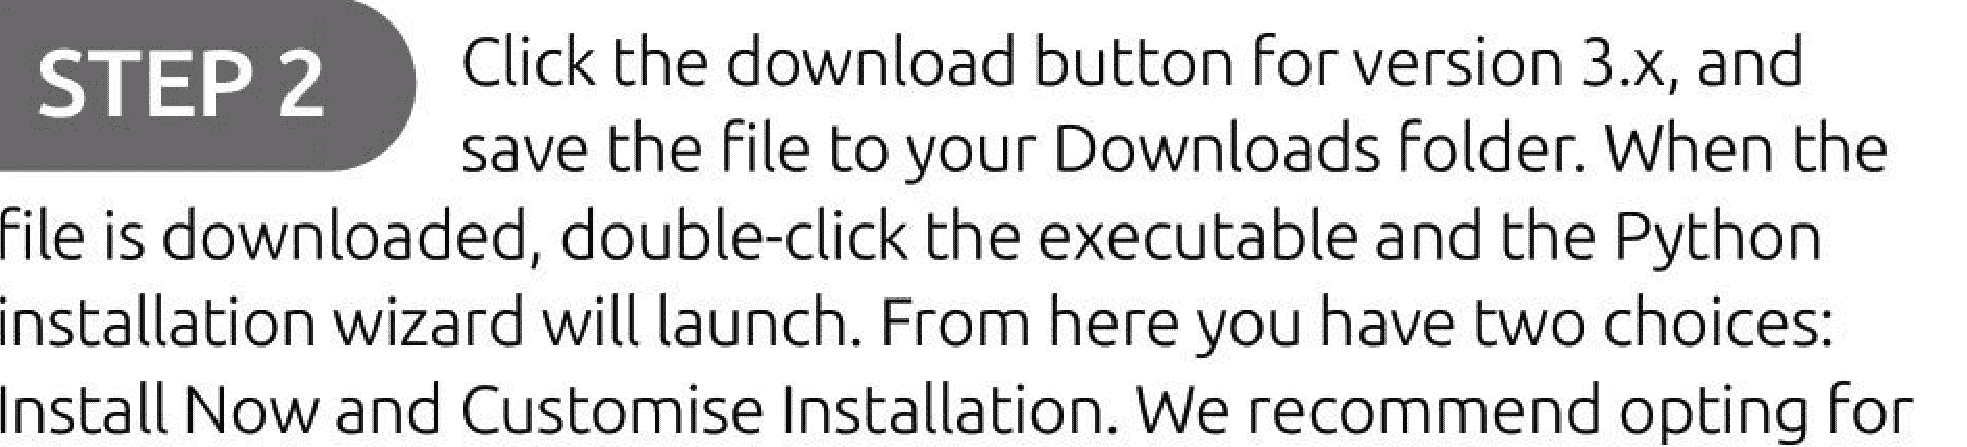 STEP 2
Click the download button for version 3.x, and
save the file to your Downloads folder. When the
file is downloaded, double-click the executable and the Python
installation wizard will launch. From here you have two choices:
Install Now and Customise Installation. We recommend opting for